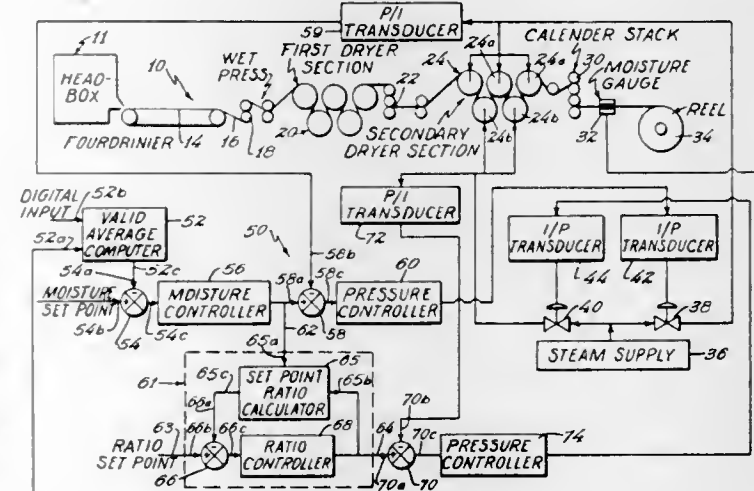 P/I TRANSDUCER
59
11
HEAD-BOX
10
WET PRESS
FIRST DRYER SECTION
24
24a
24a
CALENDER STACK
30
MOISTURE GAUGE
FOURDRINIER
14
16
18
20
22
SECONDARY DRYER SECTION
24b
24b
32
REEL
34
DIGITAL INPUT
52b
VALID AVERAGE COMPUTER
52
52a
52c
50
P/I TRANSDUCER
72
I/P TRANSDUCER
44
I/P TRANSDUCER
42
54a
56
58b
58c
60
MOISTURE SET POINT
54b
54
54c
MOISTURE CONTROLLER
58a
58
PRESSURE CONTROLLER
40
38
STEAM SUPPLY
36
62
61
65a
65c
65
65b
SET POINT RATIO CALCULATOR
66a
70b
RATIO SET POINT
63
66b
66
66c
68
RATIO CONTROLLER
64
70a
70
70c
74
PRESSURE CONTROLLER